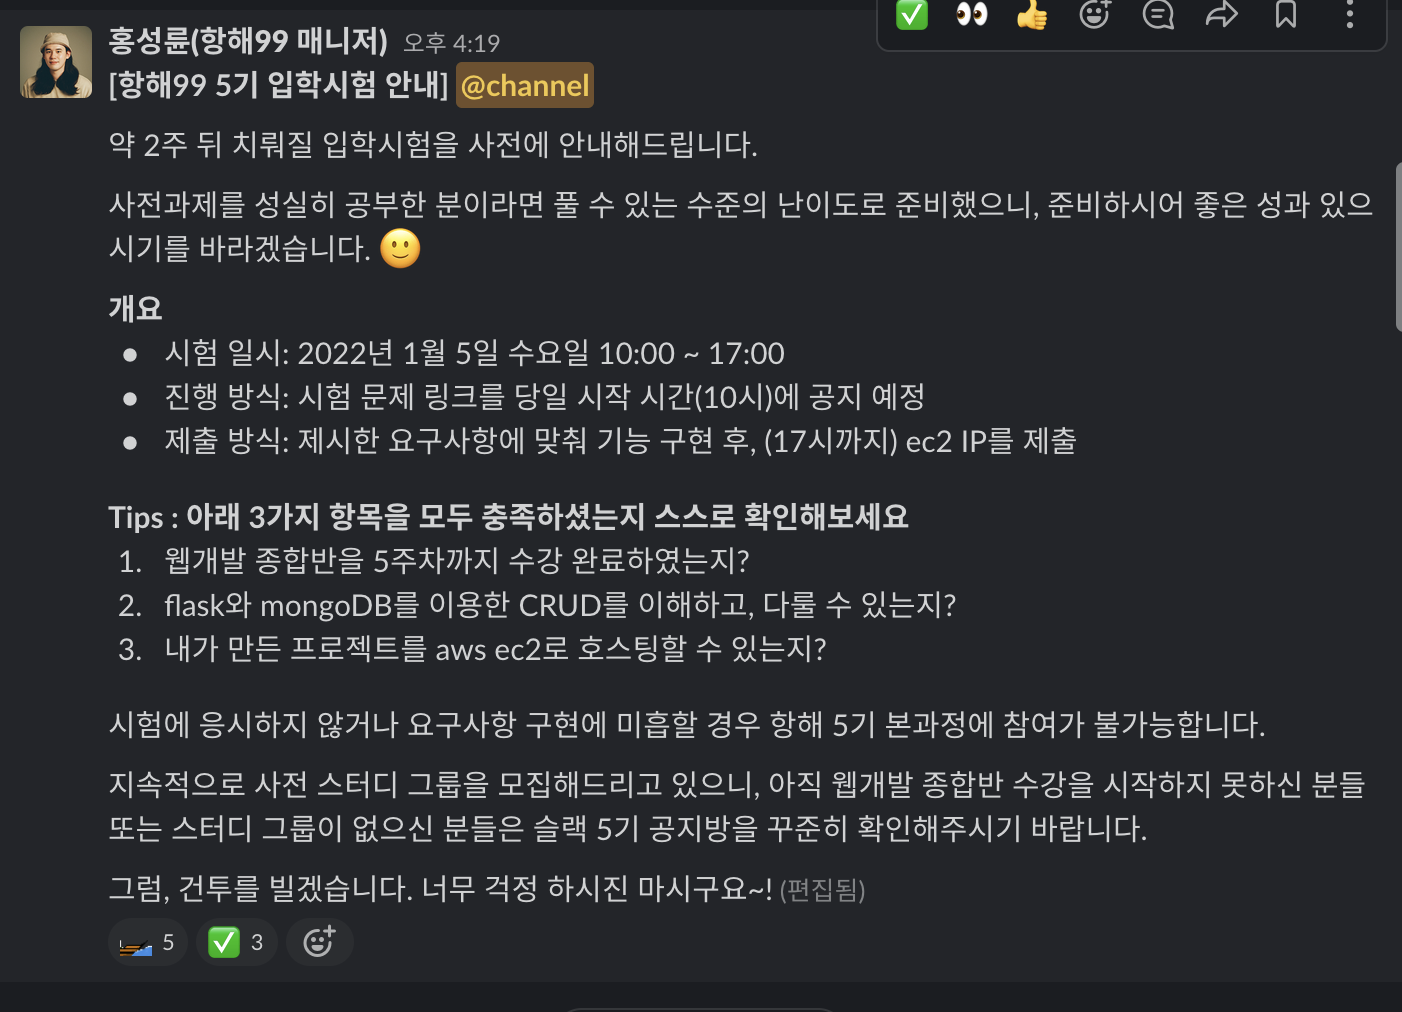 홍성륜(항해99 매니저) 오후 4:19
[항해99 5기 입학시험 안내] @channel
약 2주 뒤 치뤄질 입학시험을 사전에 안내해드립니다.
사전과제를 성실히 공부한 분이라면 풀 수 있는 수준의 난이도로 준비했으니, 준비하시어 좋은 성과 있으
시기를 바라겠습니다.
개요
● 시험 일시: 2022년 1월 5일 수요일 10:00 ~ 17:00
● 진행 방식: 시험 문제 링크를 당일 시작 시간(10시)에 공지 예정
● 제출 방식: 제시한 요구사항에 맞춰 기능 구현 후, (17시까지) ec2 IP를 제출
Tips : 아래 3가지 항목을 모두 충족하셨는지 스스로 확인해보세요
1. 웹개발 종합반을 5주차까지 수강 완료하였는지?
2. flask와 mongoDB를 이용한 CRUD를 이해하고, 다룰 수 있는지?
3. 내가 만든 프로젝트를 aws ec2로 호스팅할 수 있는지?
시험에 응시하지 않거나 요구사항 구현에 미흡할 경우 항해 5기 본과정에 참여가 불가능합니다.
지속적으로 사전 스터디 그룹을 모집해드리고 있으니, 아직 웹개발 종합반 수강을 시작하지 못하신 분들
또는 스터디 그룹이 없으신 분들은 슬랙 5기 공지방을 꾸준히 확인해주시기 바랍니다.
그럼, 건투를 빌겠습니다. 너무 걱정 하시진 마시구요~! (편집됨)
5 3